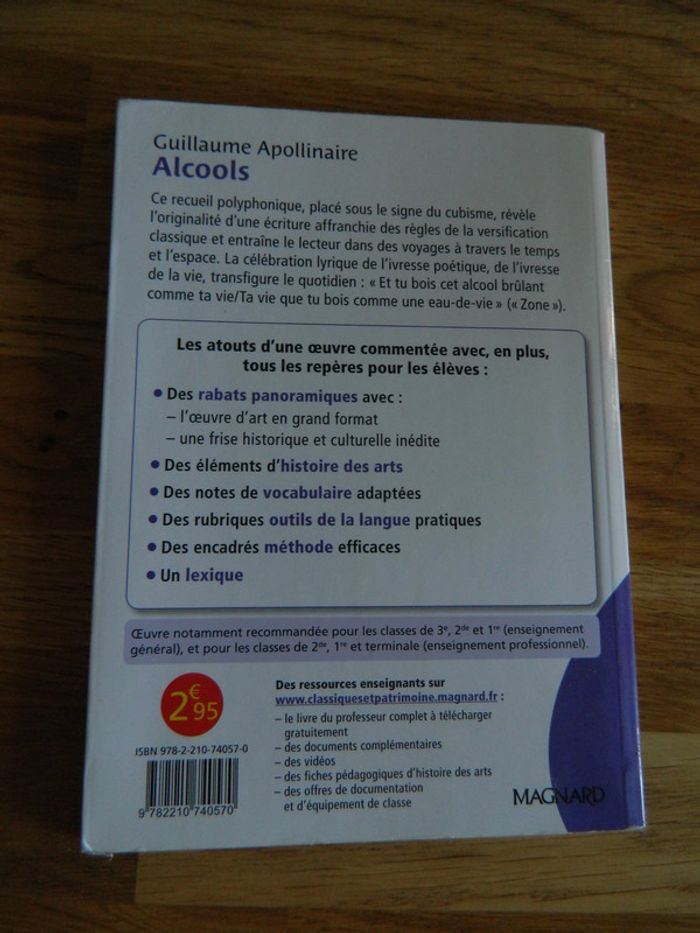 Guillaume Apollinaire
Alcools
Ce recueil polyphonique, placé sous le signe du cubisme, révèle
l'originalité d'une écriture affranchie des règles de la versification
classique et entraîne le lecteur dans des voyages à travers le temps
et l'espace. La célébration lyrique de l'ivresse poétique, de l'ivresse
de la vie, transfigure le quotidien : « Et tu bois cet alcool brûlant
comme ta vie/Ta vie que tu bois comme une eau-de-vie » (« Zone »).
Les atouts d'une œuvre commentée avec, en plus,
tous les repères pour les élèves :
• Des rabats panoramiques avec :
– l'œuvre d'art en grand format
– une frise historique et culturelle inédite
• Des éléments d'histoire des arts
• Des notes de vocabulaire adaptées
• Des rubriques outils de la langue pratiques
• Des encadrés méthode efficaces
• Un lexique
Œuvre notamment recommandée pour les classes de 3e, 2de et 1re (enseignement
général), et pour les classes de 2de, 1re et terminale (enseignement professionnel).
2€95
ISBN 978-2-210-74057-0
9 782210 740570
Des ressources enseignants sur
www.classiquesetpatrimoine.magnard.fr :
– le livre du professeur complet à télécharger
gratuitement
– des documents complémentaires
– des vidéos
– des fiches pédagogiques d'histoire des arts
– des offres de documentation
et d'équipement de classe
MAGNARD